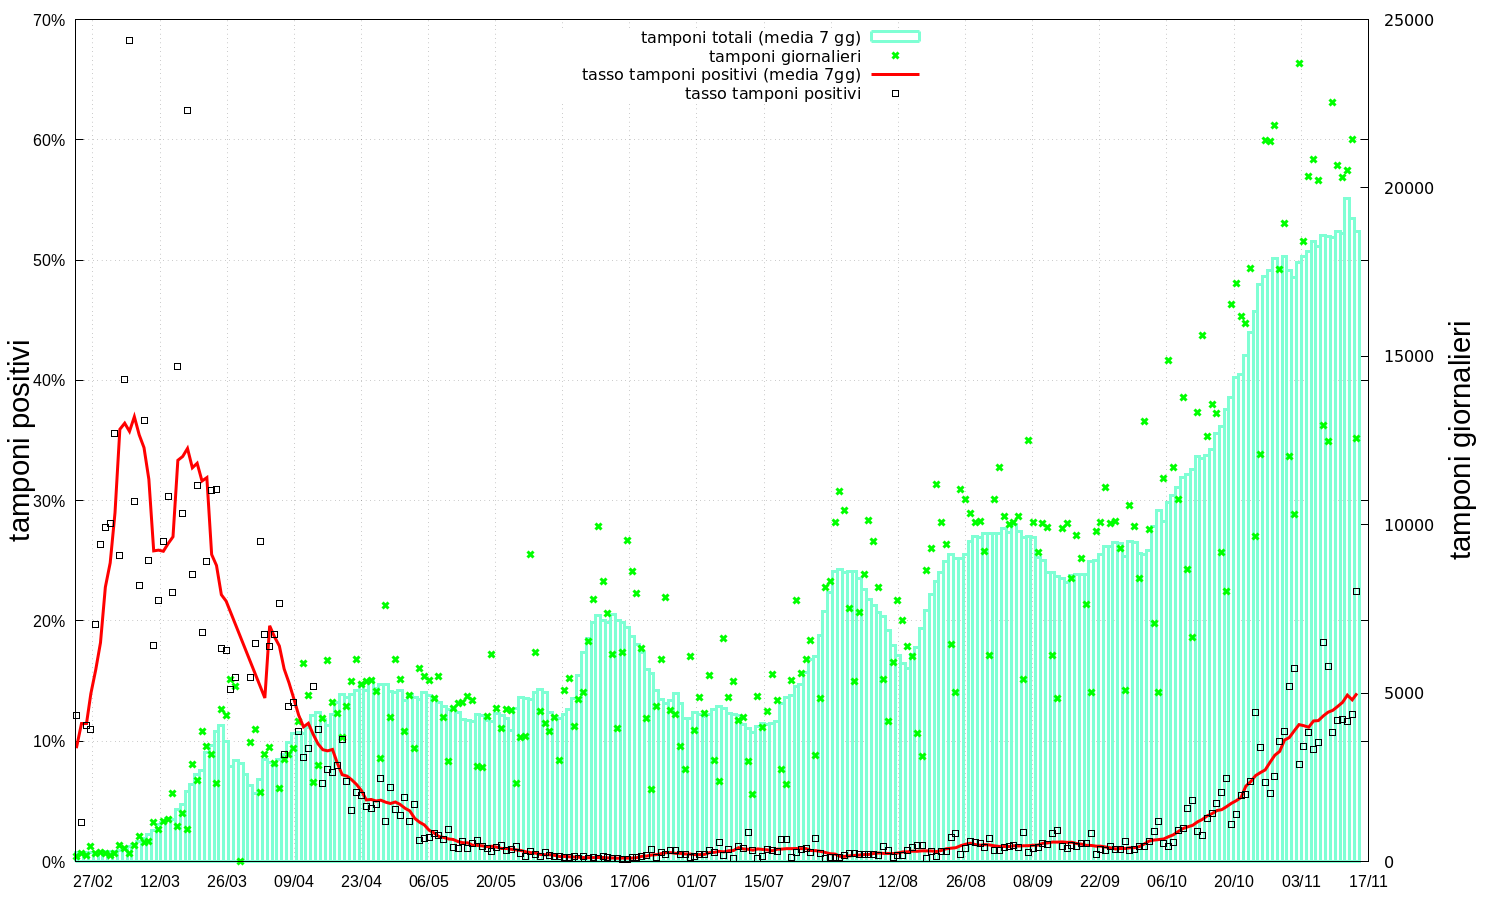 tamponi totali (media 7 gg)
tamponi giornalieri
tasso tamponi positivi (media 7gg)
tasso tamponi positivi
70%
60%
50%
40%
30%
20%
10%
0%
tamponi positivi
25000
20000
15000
10000
5000
0
tamponi giornalieri
27/02 12/03 26/03 09/04 23/04 06/05 20/05 03/06 17/06 01/07 15/07 29/07 12/08 26/08 08/09 22/09 06/10 20/10 03/11 17/11